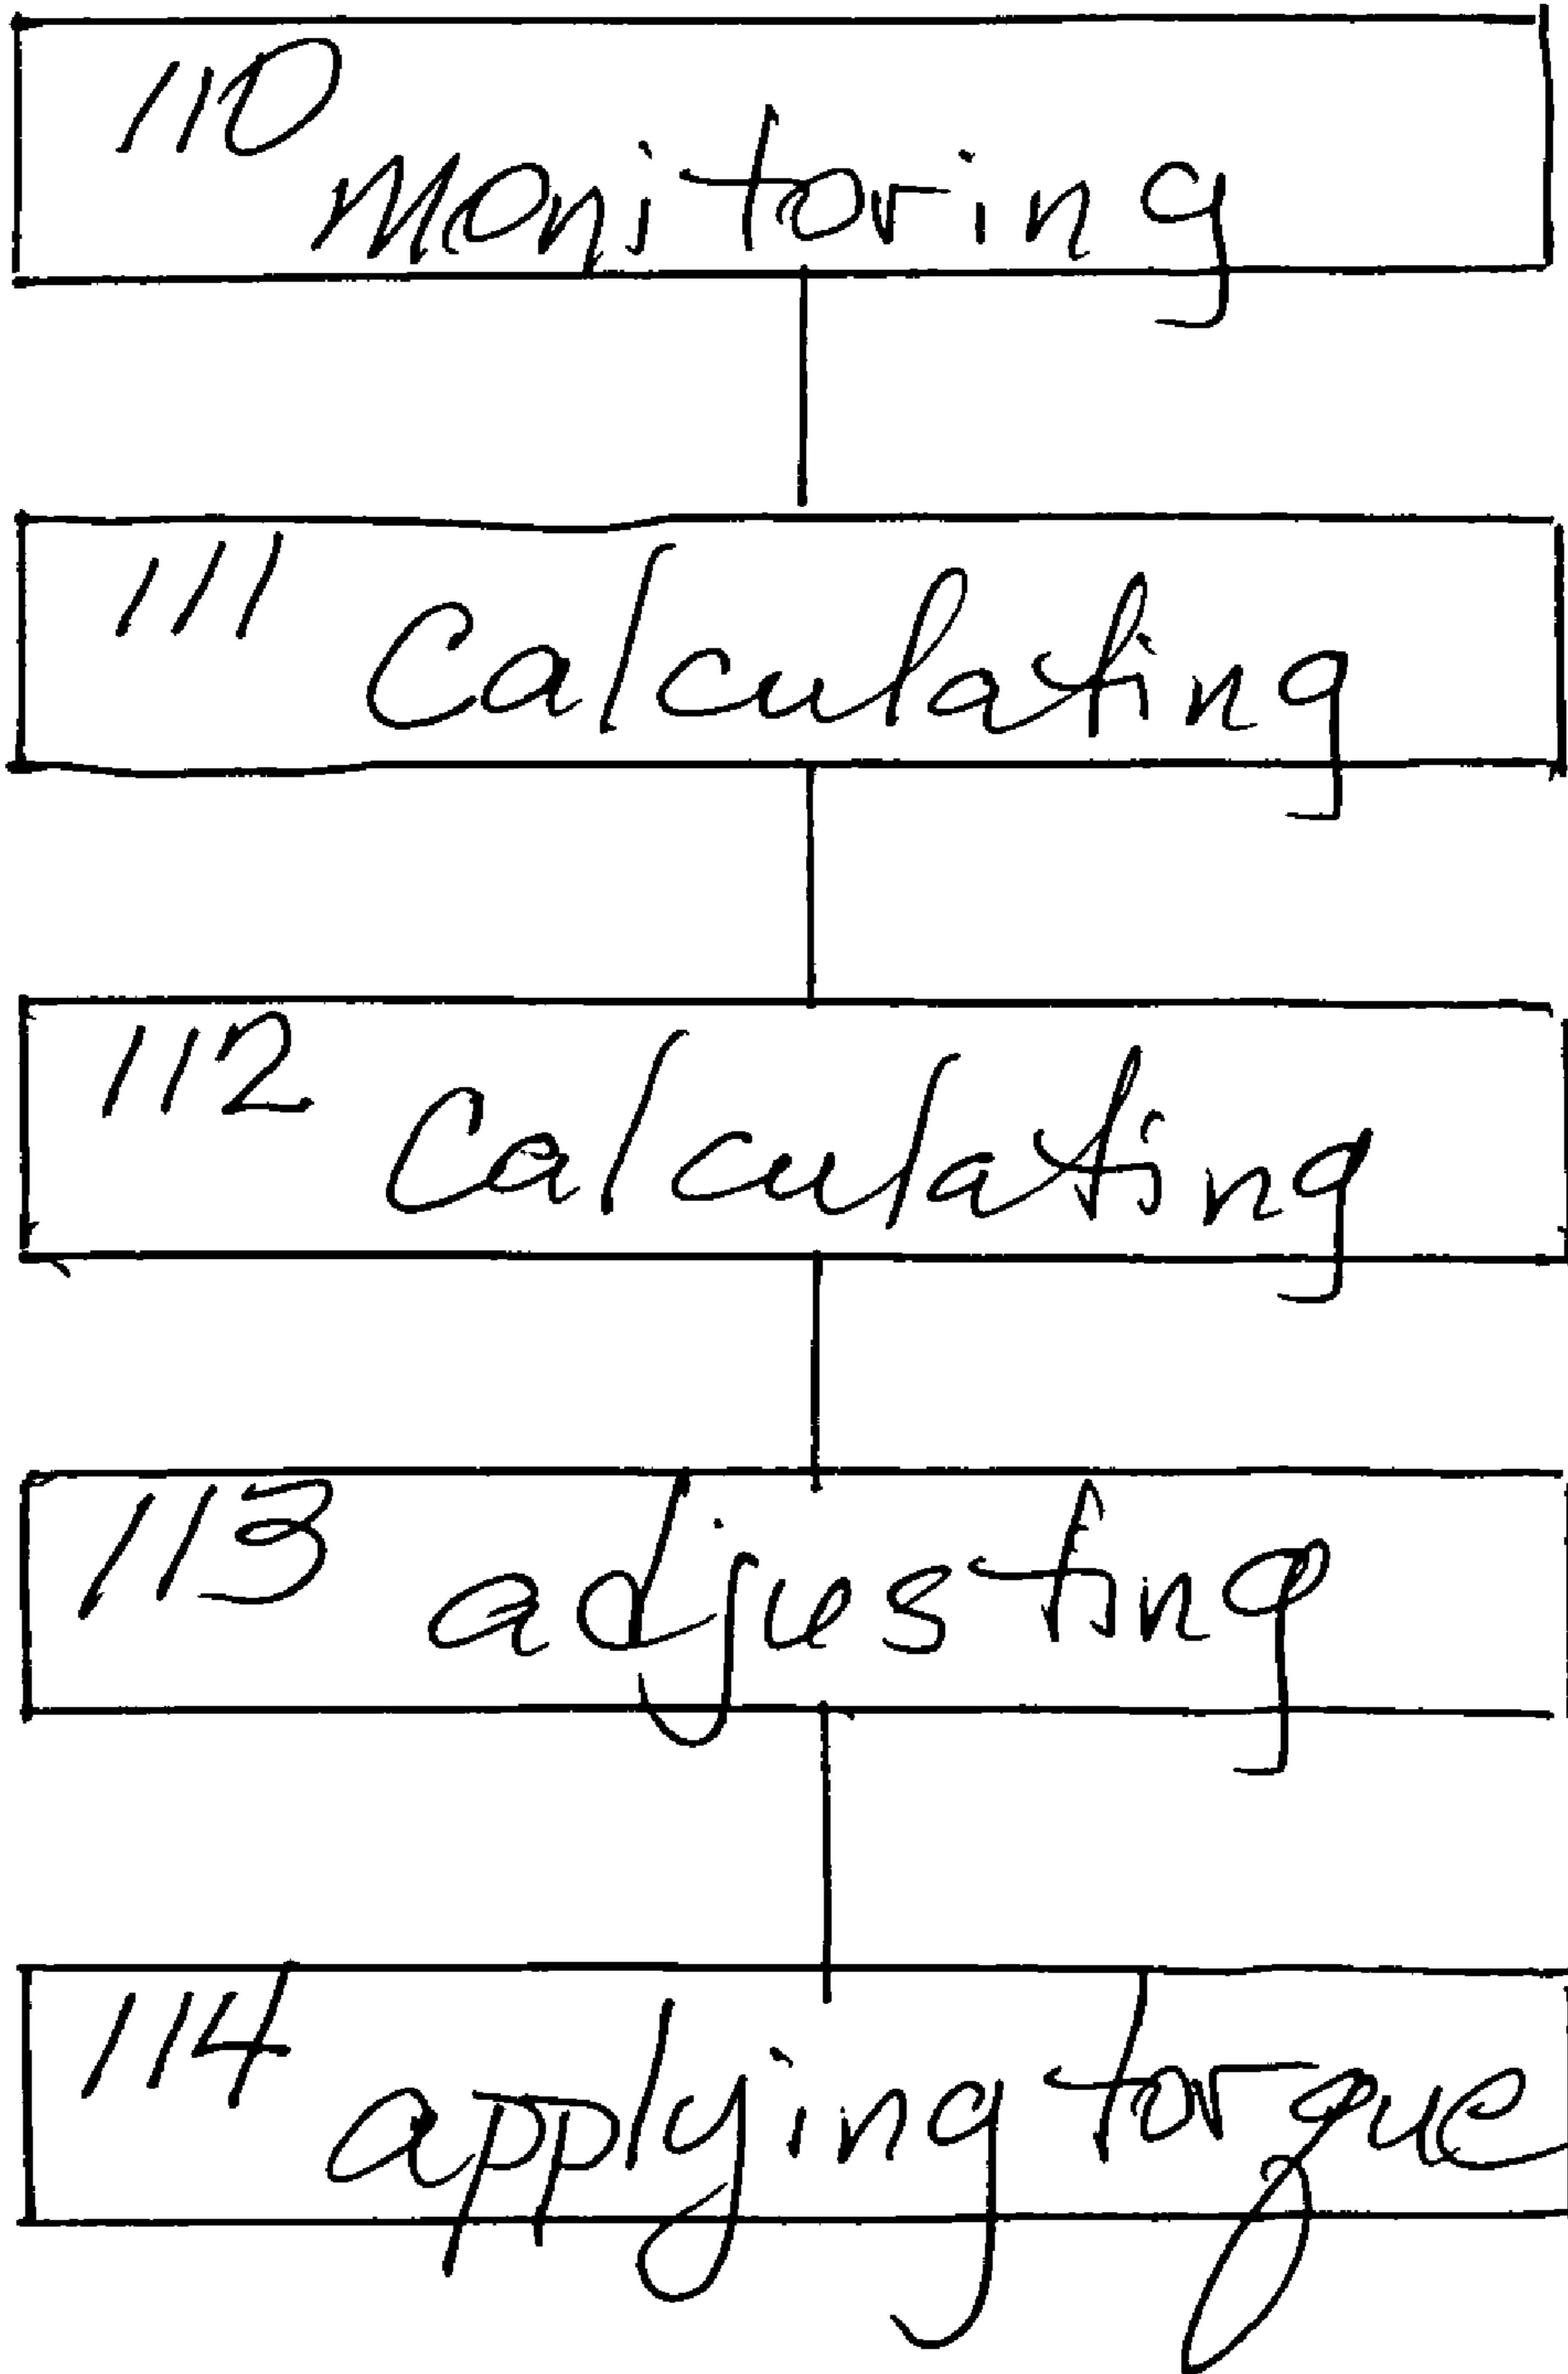 110
Monitoring
111 Calculating
112 Calculating
113 adjusting
114 applying torque